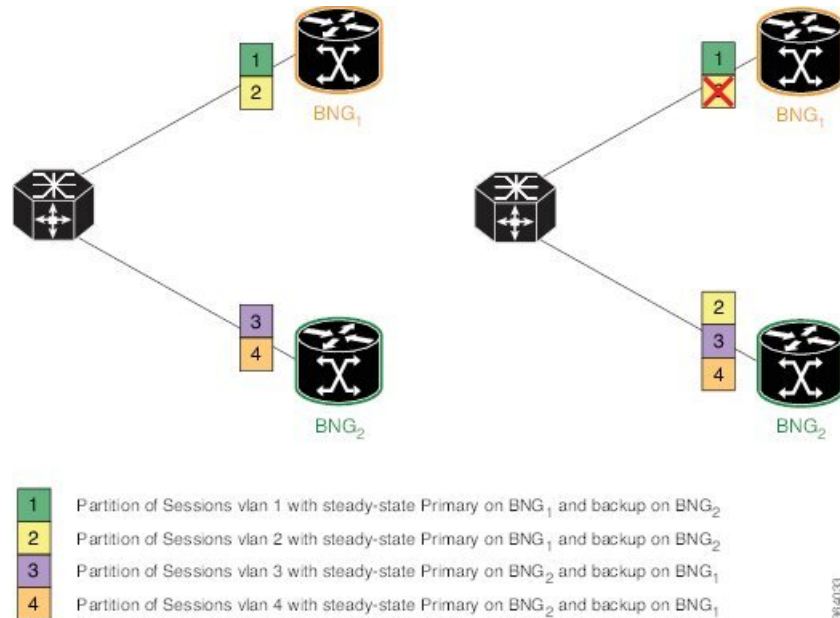 1
2
BNG₁
3
4
BNG₂
1
BNG₁
2
3
4
BNG₂
1 Partition of Sessions vlan 1 with steady-state Primary on BNG₁ and backup on BNG₂
2 Partition of Sessions vlan 2 with steady-state Primary on BNG₁ and backup on BNG₂
3 Partition of Sessions vlan 3 with steady-state Primary on BNG₂ and backup on BNG₁
4 Partition of Sessions vlan 4 with steady-state Primary on BNG₂ and backup on BNG₁
364033